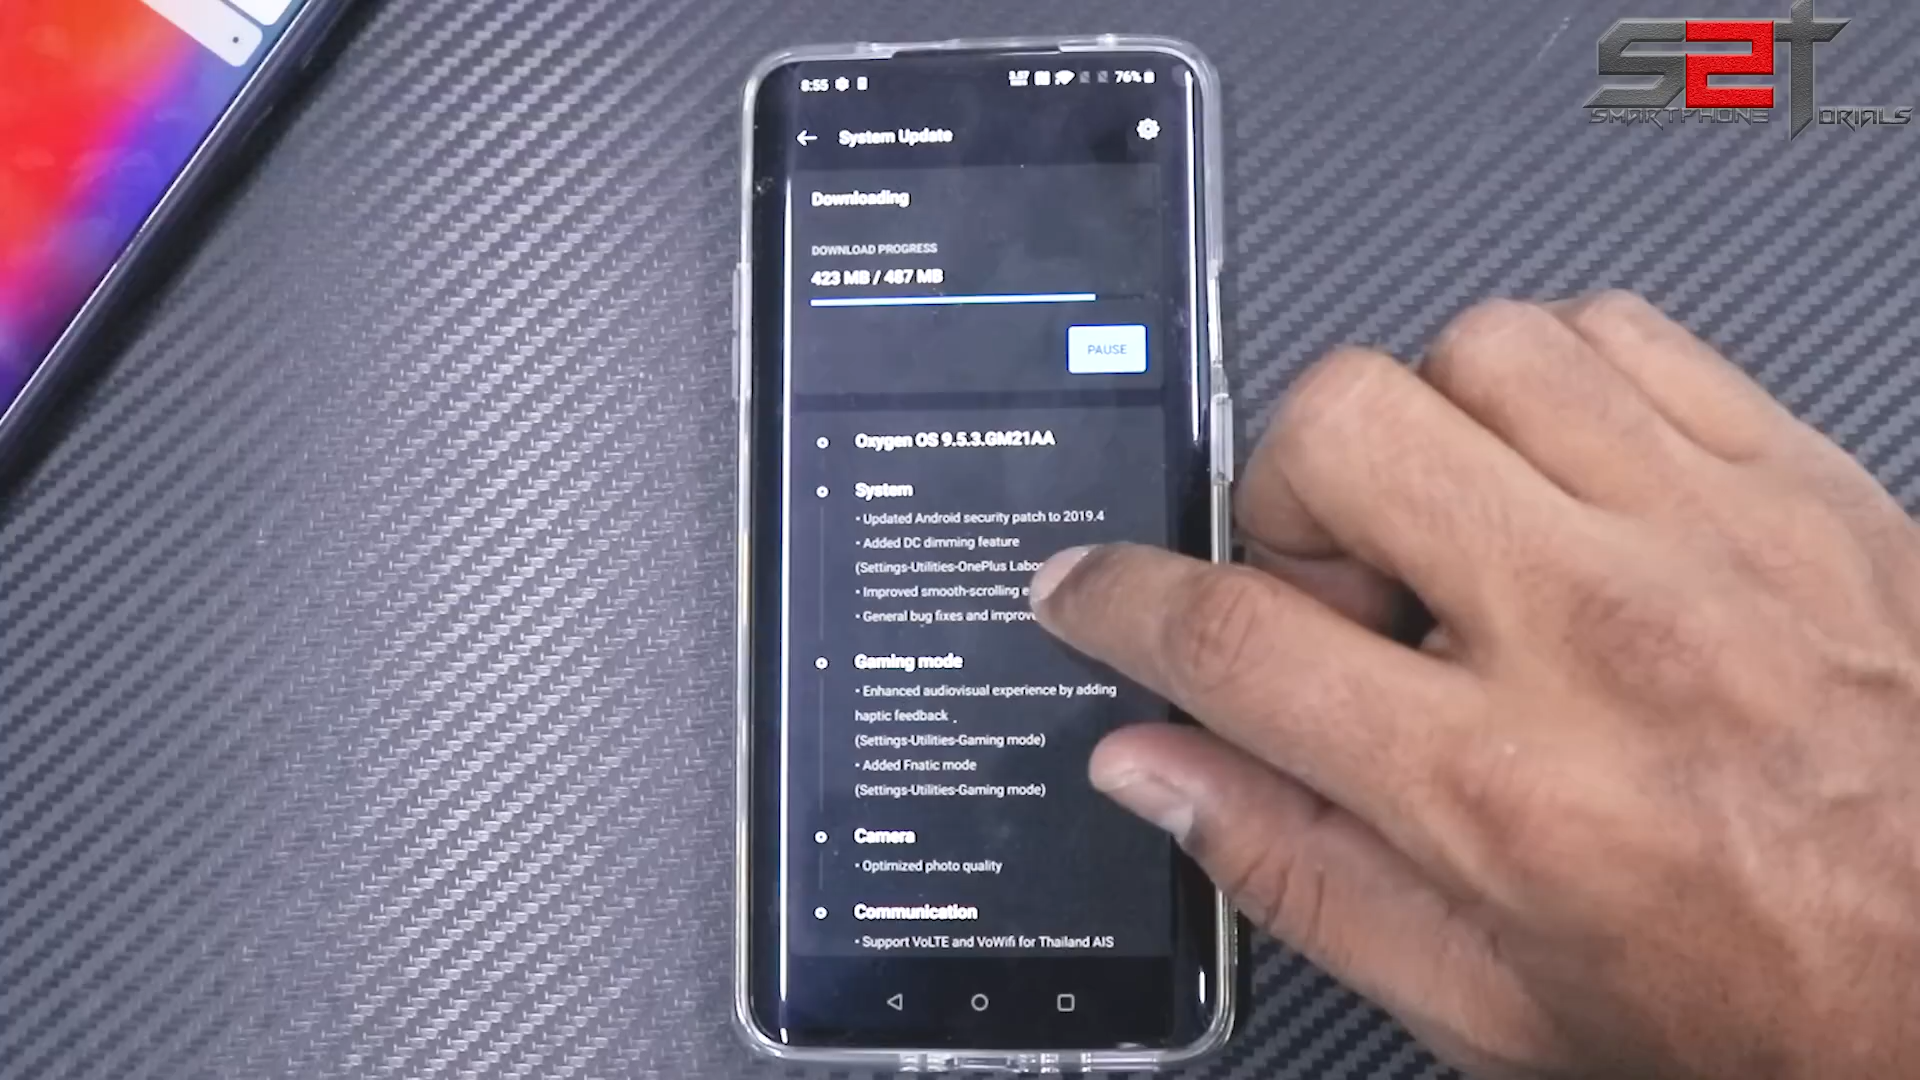 S2T
SMARTPHONE TORIALS
8:55
76%
System Update
Downloading
DOWNLOAD PROGRESS
423 MB / 487 MB
PAUSE
Oxygen OS 9.5.3.GM21AA
System
• Updated Android security patch to 2019.4
• Added DC dimming feature
(Settings-Utilities-OnePlus
• Improved smooth-scrolling
• General bug fixes and
Gaming mode
• Enhanced audiovisual experience by adding
haptic feedback .
(Settings-Utilities-Gaming mode)
• Added Fnatic mode
(Settings-Utilities-Gaming mode)
Camera
• Optimized photo quality
Communication
• Support VoLTE and VoWifi for Thailand AIS